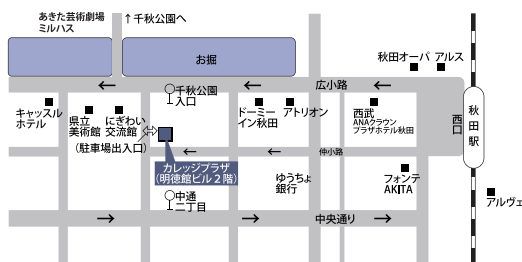 あきた芸術劇場
ミルハス
↑千秋公園へ
お掘
秋田オーパ
アルス
千秋公園
入口
広小路
キャッスル
ホテル
県立
美術館
にぎわい
交流館
(駐車場出入口)
ドーミー
イン秋田
アトリオン
西武
ANAクラウン
プラザホテル秋田
西口
秋田駅
仲小路
カレッジプラザ
(明徳館ビル2階)
ゆうちょ
銀行
フォンテ
AKITA
アルヴェ
中通
二丁目
中央通り